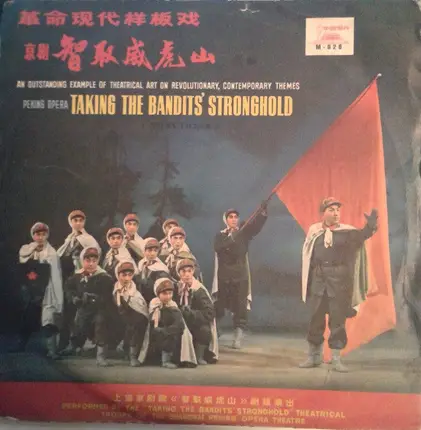 革命现代样板戏
京剧 智取威虎山
M-828
AN OUTSTANDING EXAMPLE OF THEATRICAL ART ON REVOLUTIONARY, CONTEMPORARY THEMES
PEKING OPERA TAKING THE BANDITS' STRONGHOLD
上海京剧团《智取威虎山》剧组演出
PERFORMED BY THE "TAKING THE BANDITS' STRONGHOLD" THEATRICAL
TROUPE OF THE SHANGHAI PEKING OPERA THEATRE